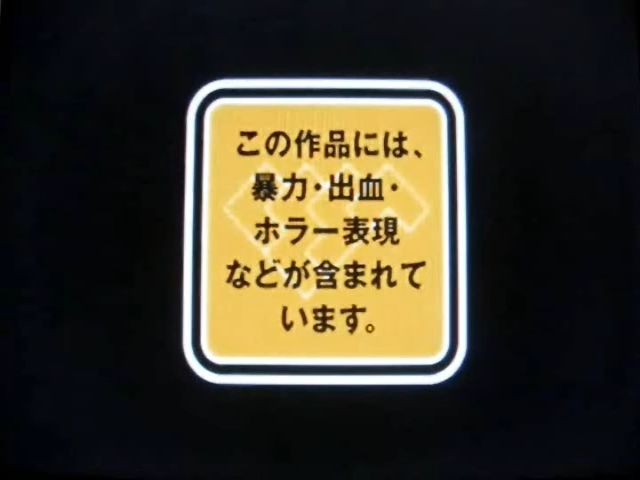 この作品には、
暴力・出血・
ホラー表現
などが含まれて
います。